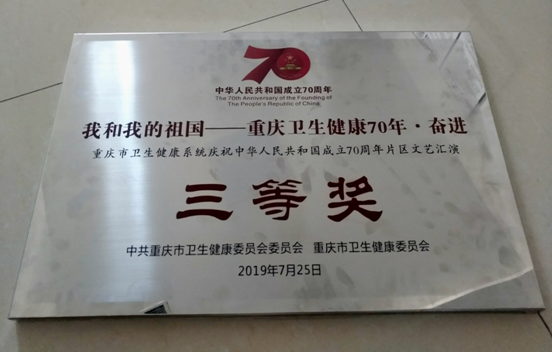 70
中华人民共和国成立70周年
The 70th Anniversary of the Founding of
The People's Republic of China
我和我的祖国——重庆卫生健康70年·奋进
重庆市卫生健康系统庆祝中华人民共和国成立70周年片区文艺汇演
三等奖
中共重庆市卫生健康委员会委员会 重庆市卫生健康委员会
2019年7月25日